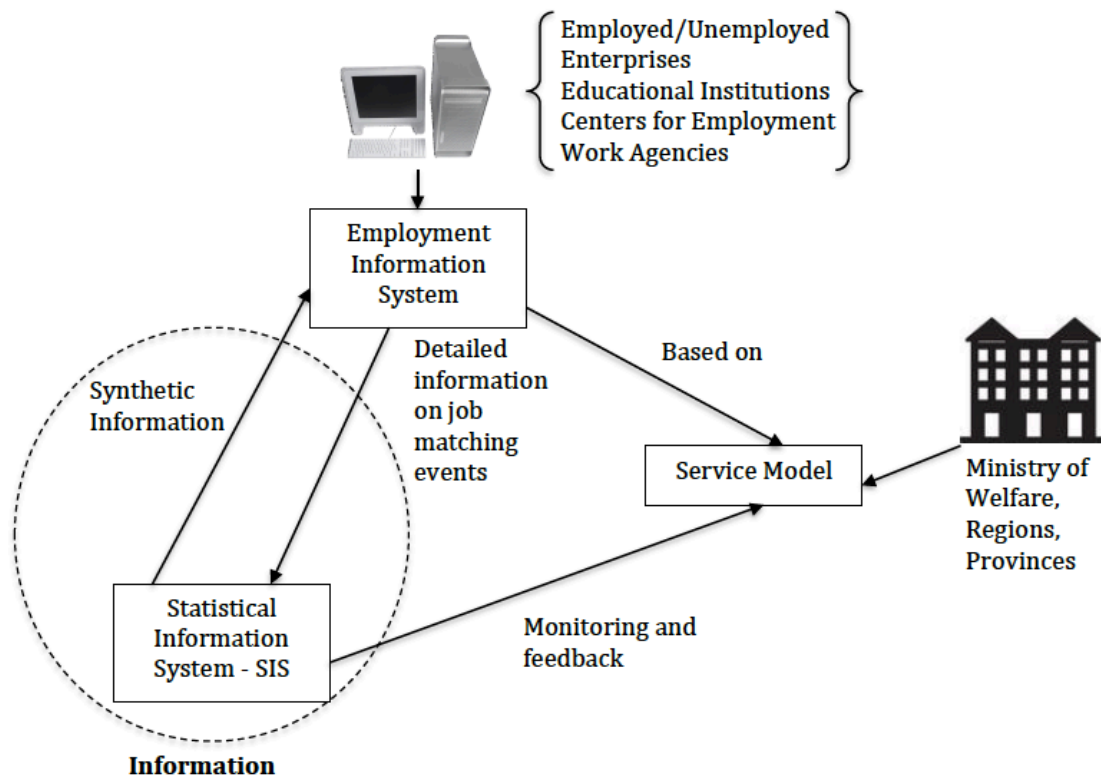 Employed/Unemployed
Enterprises
Educational Institutions
Centers for Employment
Work Agencies
Employment
Information
System
Detailed
information
on job
matching
events
Based on
Synthetic
Information
Service Model
Ministry of
Welfare,
Regions,
Provinces
Statistical
Information
System - SIS
Monitoring and
feedback
Information